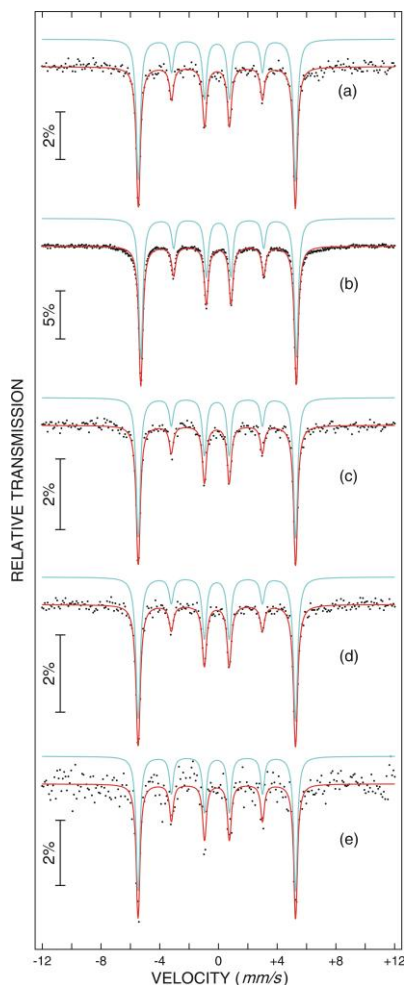 (a)
2%
(b)
5%
RELATIVE TRANSMISSION
(c)
2%
(d)
2%
(e)
2%
-12 -8 -4 0 +4 +8 +12
VELOCITY (mm/s)